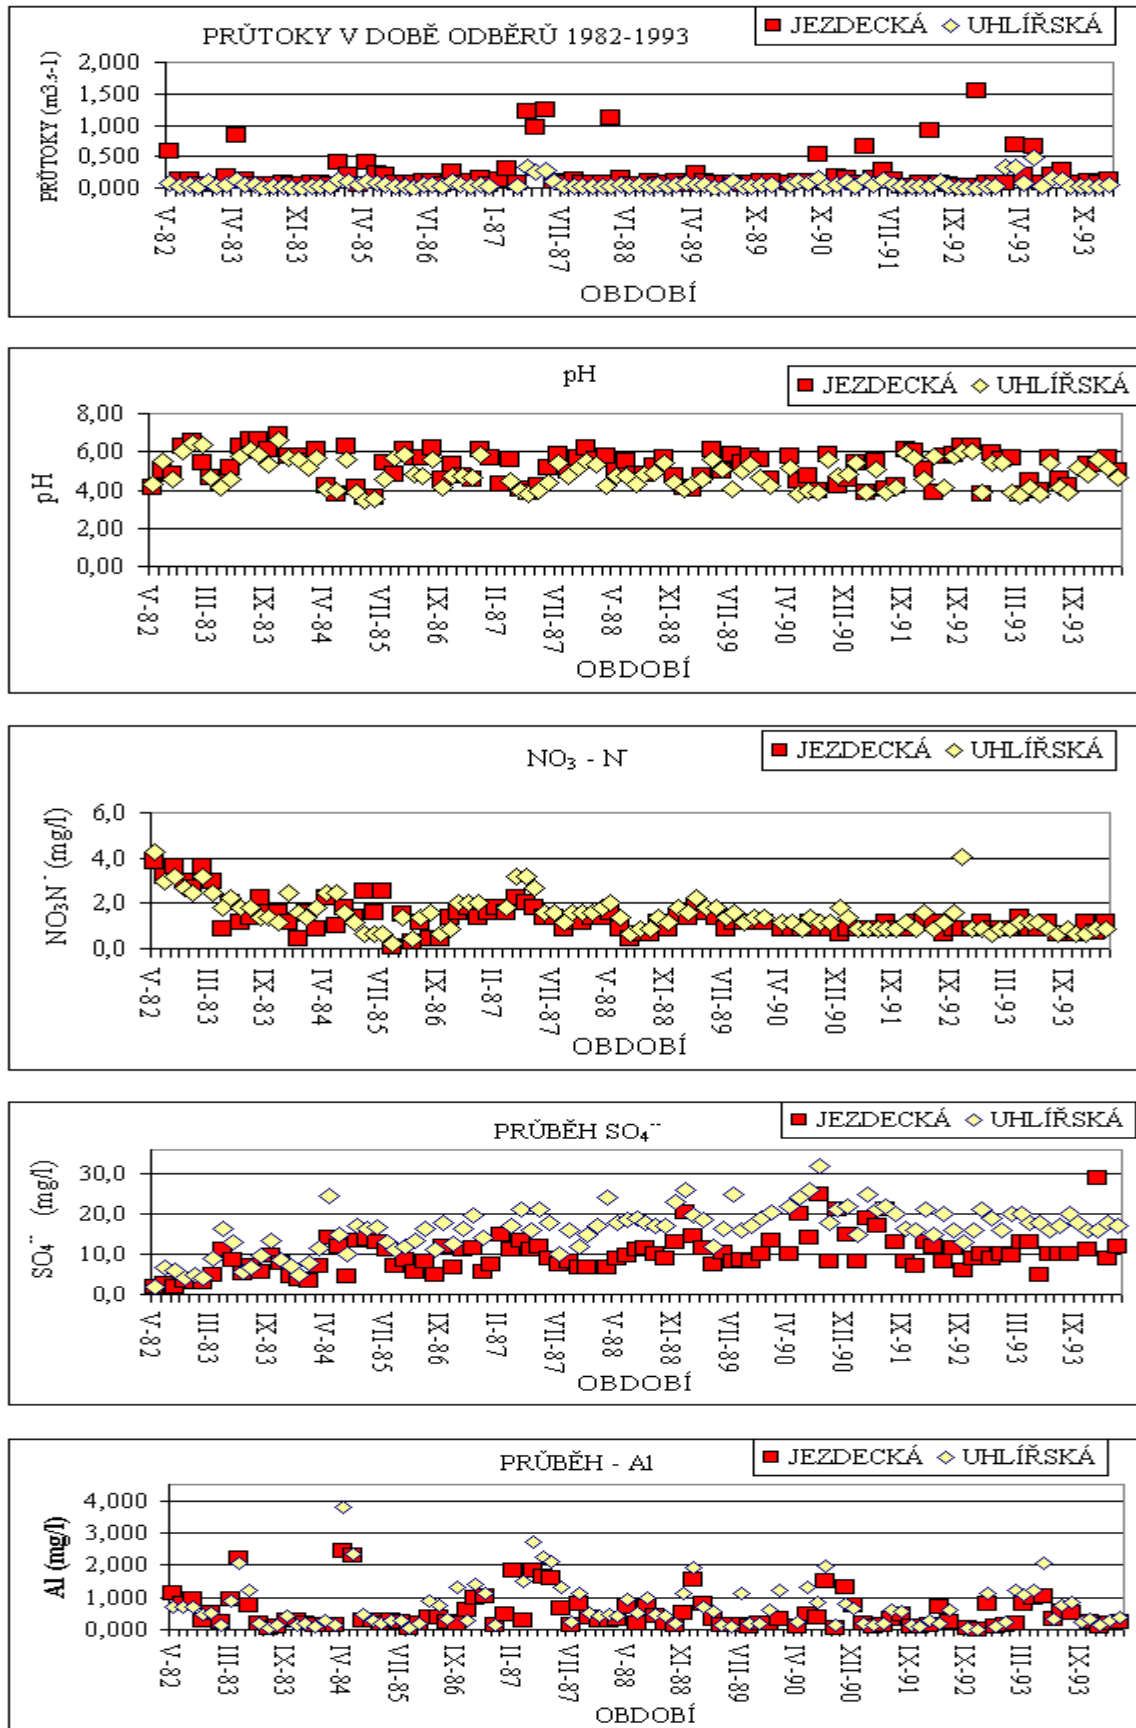 PRŮTOKY V DOBĚ ODBĚRŮ 1982-1993
JEZDECKÁ UHLÍŘSKÁ
PRŮTOKY (m3.s-1)
2,000
1,500
1,000
0,500
0,000
V-82 IV-83 XI-83 IV-85 VI-86 I-87 VII-87 VI-88 IV-89 X-89 X-90 VII-91 IX-92 IV-93 X-93
OBDOBÍ
pH
JEZDECKÁ UHLÍŘSKÁ
pH
8,00
6,00
4,00
2,00
0,00
V-82 III-83 IX-83 IV-84 VII-85 IX-86 II-87 VII-87 V-88 XI-88 VII-89 IV-90 XII-90 IX-91 IX-92 III-93 IX-93
OBDOBÍ
NO₃ - N⁻
JEZDECKÁ UHLÍŘSKÁ
NO₃N⁻ (mg/l)
6,0
4,0
2,0
0,0
V-82 III-83 IX-83 IV-84 VII-85 IX-86 II-87 VII-87 V-88 XI-88 VII-89 IV-90 XII-90 IX-91 IX-92 III-93 IX-93
OBDOBÍ
PRŮBĚH SO₄⁻⁻
JEZDECKÁ UHLÍŘSKÁ
SO₄⁻⁻ (mg/l)
30,0
20,0
10,0
0,0
V-82 III-83 IX-83 IV-84 VII-85 IX-86 II-87 VII-87 V-88 XI-88 VII-89 IV-90 XII-90 IX-91 IX-92 III-93 IX-93
OBDOBÍ
PRŮBĚH - Al
JEZDECKÁ UHLÍŘSKÁ
Al (mg/l)
4,000
3,000
2,000
1,000
0,000
V-82 III-83 IX-83 IV-84 VII-85 IX-86 II-87 VII-87 V-88 XI-88 VII-89 IV-90 XII-90 IX-91 IX-92 III-93 IX-93
OBDOBÍ